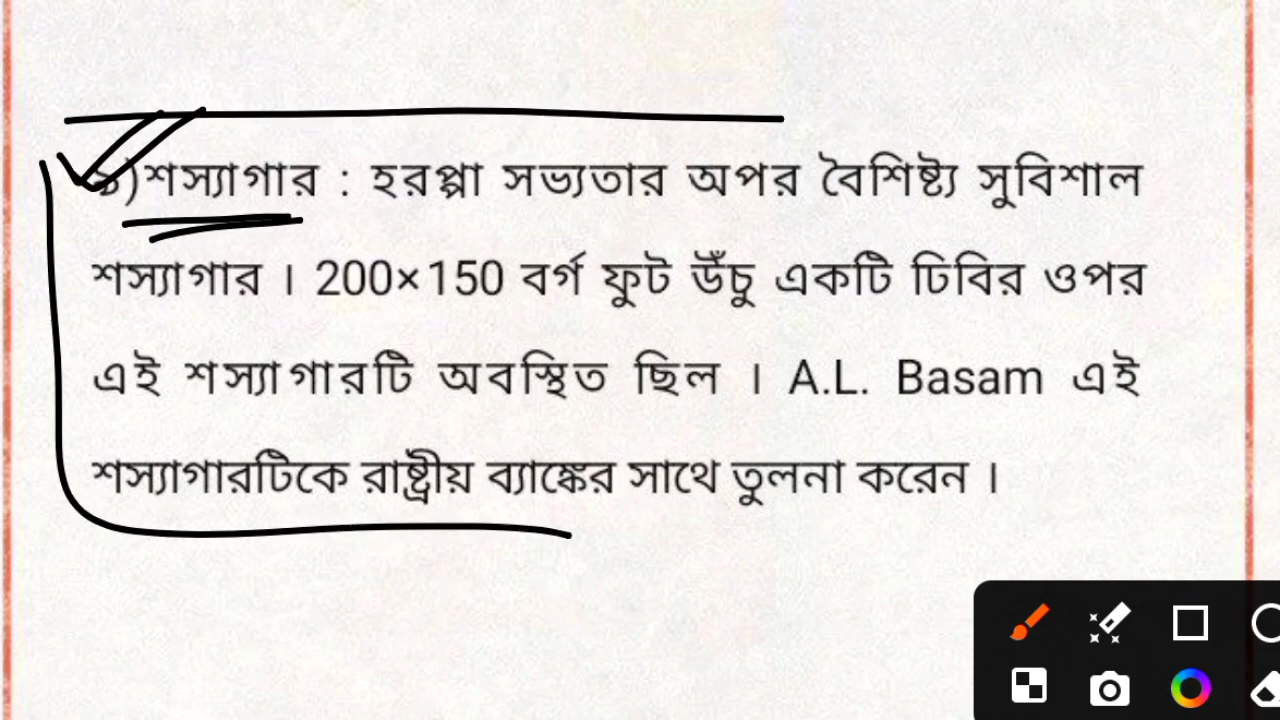 শস্যাগার : হরপ্পা সভ্যতার অপর বৈশিষ্ট্য সুবিশাল
শস্যাগার । 200×150 বর্গ ফুট উঁচু একটি ঢিবির ওপর
এই শস্যাগারটি অবস্থিত ছিল । A.L. Basam এই
শস্যাগারটিকে রাষ্ট্রীয় ব্যাঙ্কের সাথে তুলনা করেন ।